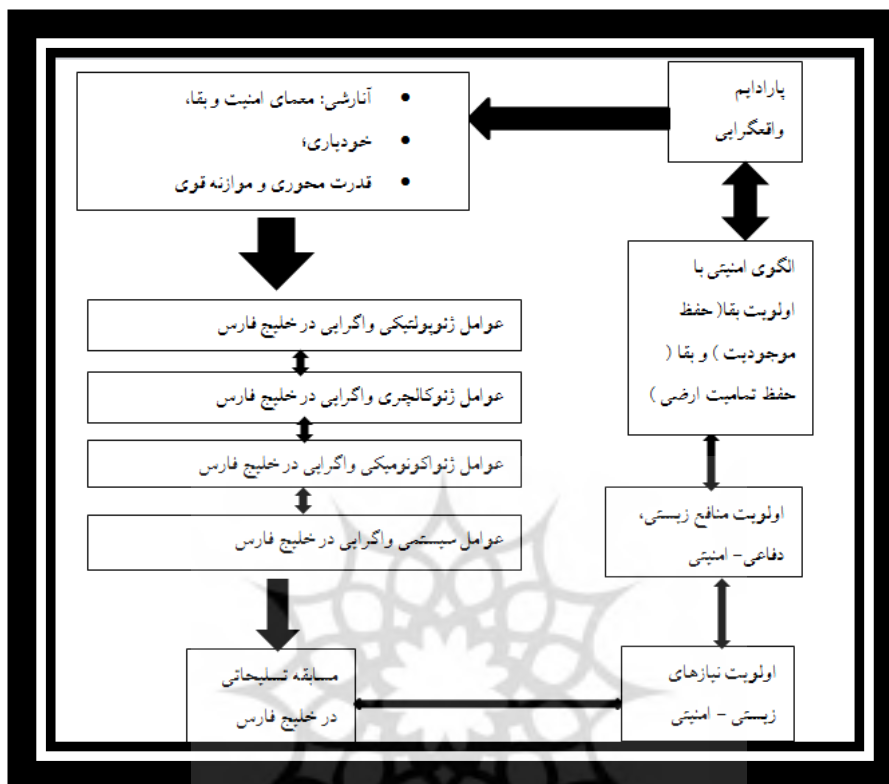 پارادایم
واقعگرایی
• آنارشی: معمای امنیت و بقا،
• خودیاری؛
• قدرت محوری و موازنه قوی
الگوی امنیتی با
اولویت بقا( حفظ
موجودیت ) و بقا (
حفظ تمامیت ارضی )
عوامل ژئوپولتیکی واگرایی در خلیج فارس
عوامل ژئوکالچری واگرایی در خلیج فارس
عوامل ژئواکونومیکی واگرایی در خلیج فارس
عوامل سیستمی واگرایی در خلیج فارس
اولویت منافع زیستی،
دفاعی- امنیتی
اولویت نیازهای
زیستی - امنیتی
مسابقه تسلیحاتی
در خلیج فارس